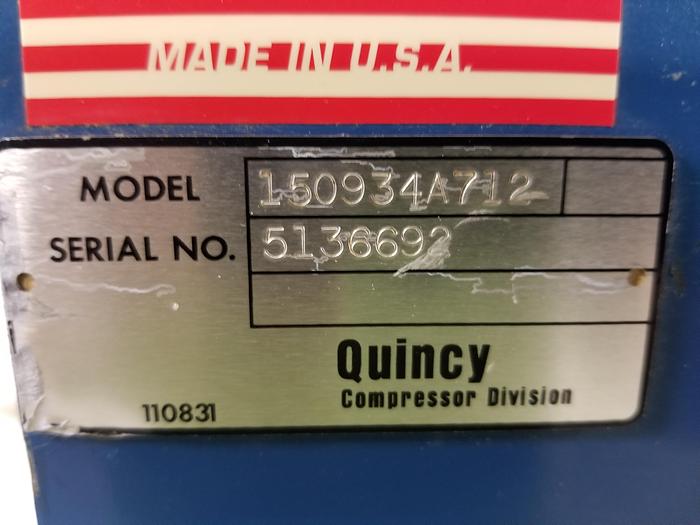 MADE IN U.S.A.
MODEL 150934A712
SERIAL NO. 5136692
Quincy
Compressor Division
110831